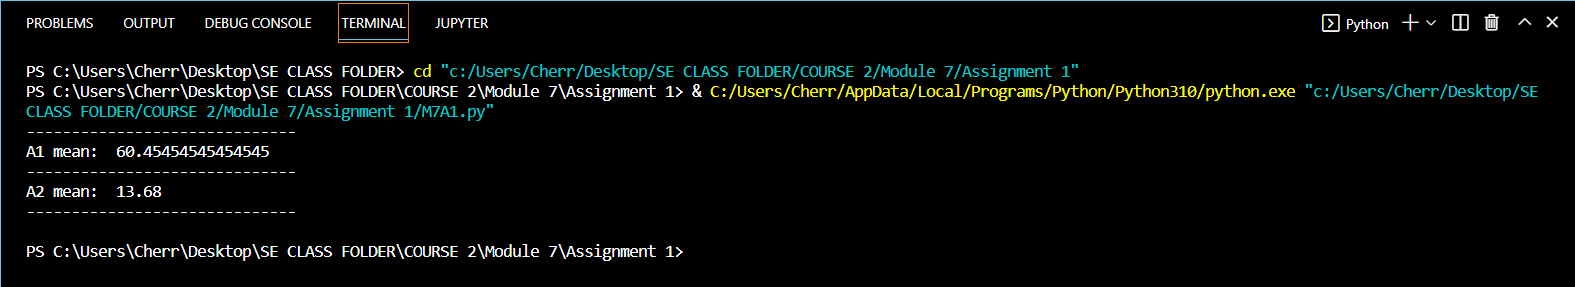 PROBLEMS OUTPUT DEBUG CONSOLE TERMINAL JUPYTER Python
PS C:\Users\Cherr\Desktop\SE CLASS FOLDER> cd "c:/Users/Cherr/Desktop/SE CLASS FOLDER/COURSE 2/Module 7/Assignment 1"
PS C:\Users\Cherr\Desktop\SE CLASS FOLDER\COURSE 2\Module 7\Assignment 1> & C:/Users/Cherr/AppData/Local/Programs/Python/Python310/python.exe "c:/Users/Cherr/Desktop/SE
CLASS FOLDER/COURSE 2/Module 7/Assignment 1/M7A1.py"
------------------------------
A1 mean:  60.45454545454545
------------------------------
A2 mean:  13.68
------------------------------
PS C:\Users\Cherr\Desktop\SE CLASS FOLDER\COURSE 2\Module 7\Assignment 1>